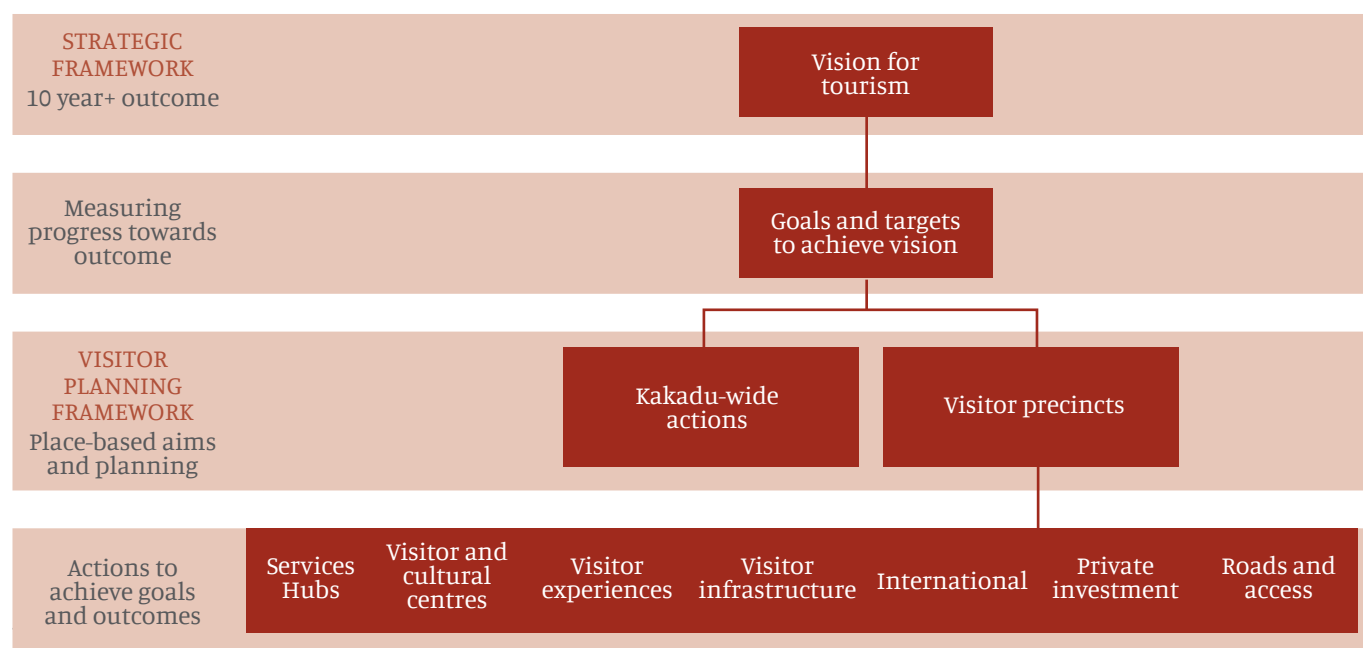 STRATEGIC
FRAMEWORK
10 year+ outcome
Vision for
tourism
Measuring
progress towards
outcome
Goals and targets
to achieve vision
VISITOR
PLANNING
FRAMEWORK
Place-based aims
and planning
Kakadu-wide
actions
Visitor precincts
Actions to
achieve goals
and outcomes
Services
Hubs
Visitor and
cultural
centres
Visitor
experiences
Visitor
infrastructure
International
Private
investment
Roads and
access